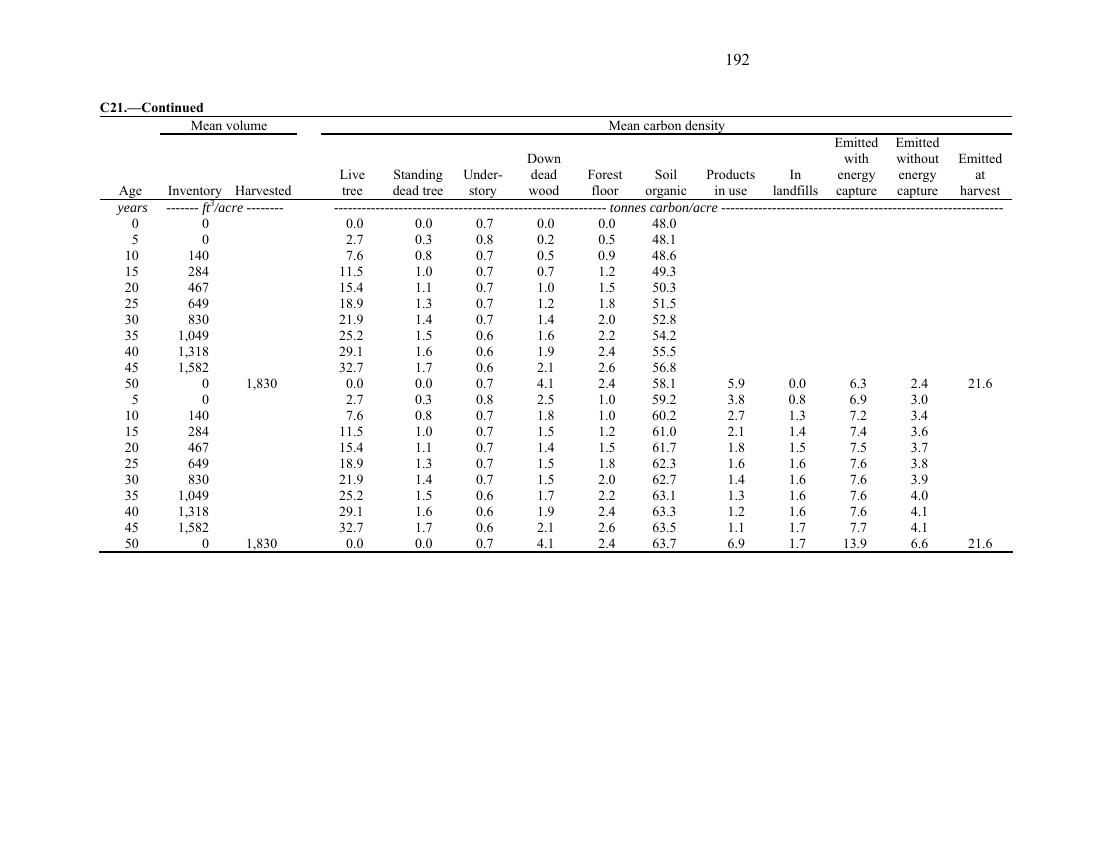 192
C21.—Continued
Mean volume Mean carbon density
Emitted Emitted
with without Emitted
Down
Live Standing Under- dead Forest Soil Products In energy energy at
Age Inventory Harvested tree dead tree story wood floor organic in use landfills capture capture harvest
years ------- ft³/acre -------- ---------- tonnes carbon/acre ----------
0 0 0.0 0.0 0.7 0.0 0.0 48.0
5 0 2.7 0.3 0.8 0.2 0.5 48.1
10 140 7.6 0.8 0.7 0.5 0.9 48.6
15 284 11.5 1.0 0.7 0.7 1.2 49.3
20 467 15.4 1.1 0.7 1.0 1.5 50.3
25 649 18.9 1.3 0.7 1.2 1.8 51.5
30 830 21.9 1.4 0.7 1.4 2.0 52.8
35 1,049 25.2 1.5 0.6 1.6 2.2 54.2
40 1,318 29.1 1.6 0.6 1.9 2.4 55.5
45 1,582 32.7 1.7 0.6 2.1 2.6 56.8
50 0 1,830 0.0 0.0 0.7 4.1 2.4 58.1 5.9 0.0 6.3 2.4 21.6
5 0 2.7 0.3 0.8 2.5 1.0 59.2 3.8 0.8 6.9 3.0
10 140 7.6 0.8 0.7 1.8 1.0 60.2 2.7 1.3 7.2 3.4
15 284 11.5 1.0 0.7 1.5 1.2 61.0 2.1 1.4 7.4 3.6
20 467 15.4 1.1 0.7 1.4 1.5 61.7 1.8 1.5 7.5 3.7
25 649 18.9 1.3 0.7 1.5 1.8 62.3 1.6 1.6 7.6 3.8
30 830 21.9 1.4 0.7 1.5 2.0 62.7 1.4 1.6 7.6 3.9
35 1,049 25.2 1.5 0.6 1.7 2.2 63.1 1.3 1.6 7.6 4.0
40 1,318 29.1 1.6 0.6 1.9 2.4 63.3 1.2 1.6 7.6 4.1
45 1,582 32.7 1.7 0.6 2.1 2.6 63.5 1.1 1.7 7.7 4.1
50 0 1,830 0.0 0.0 0.7 4.1 2.4 63.7 6.9 1.7 13.9 6.6 21.6